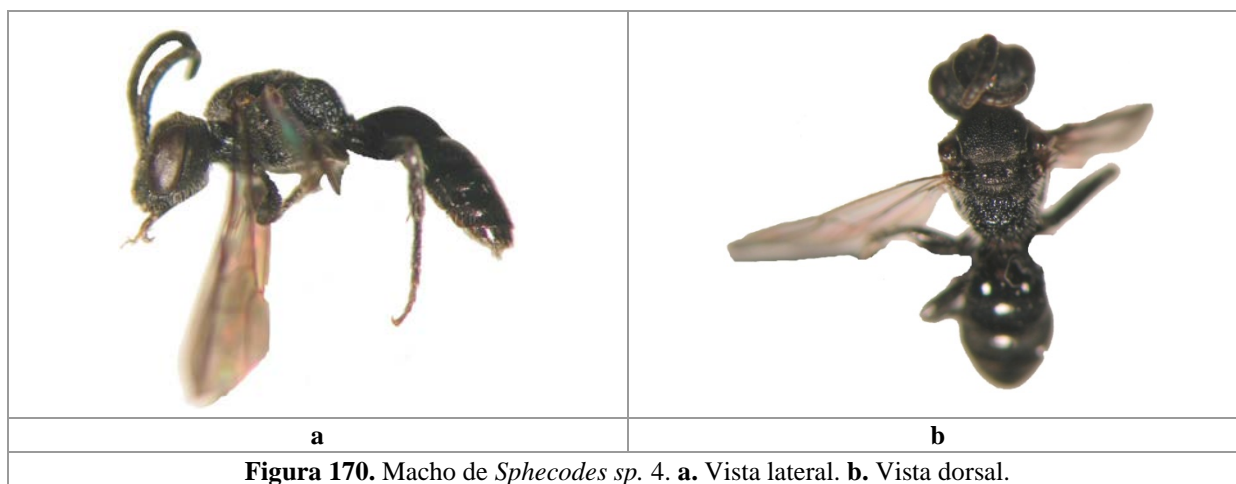 a
b
Figura 170. Macho de Sphecodes sp. 4. a. Vista lateral. b. Vista dorsal.